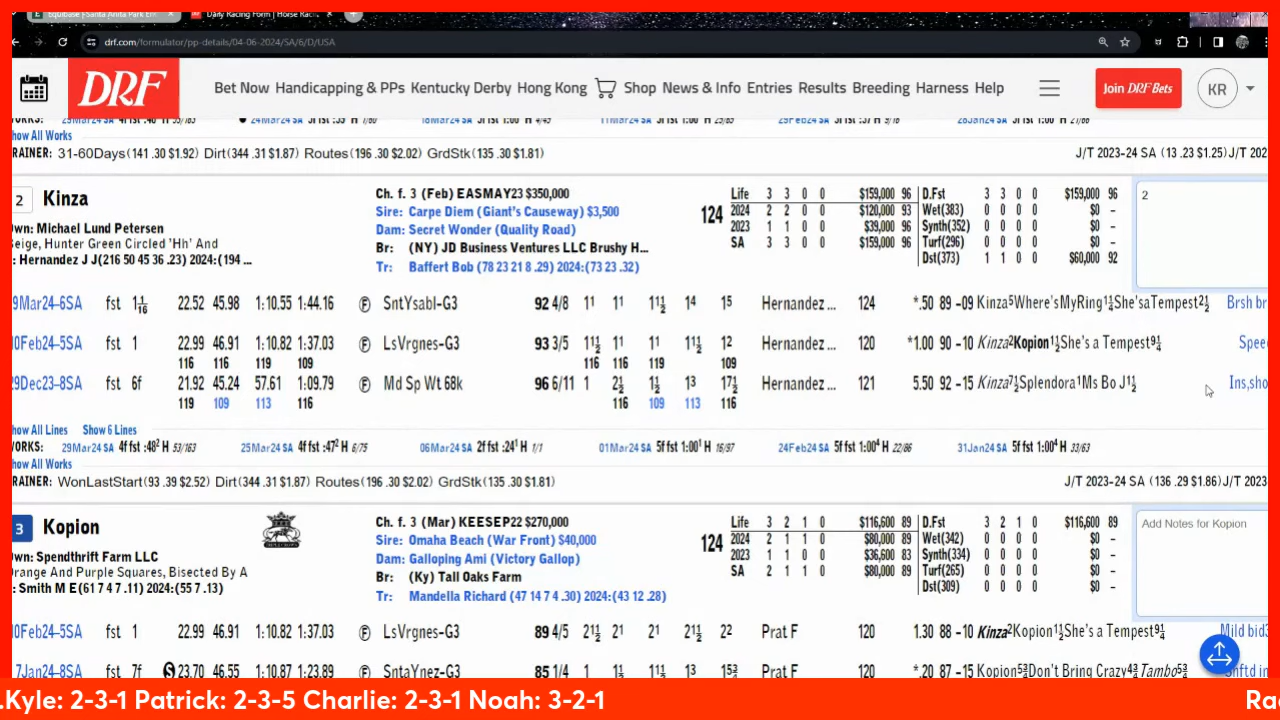 Equibase | Santa Anita Park En
Daily Racing Form | Horse Rac
drf.com/formulator/pp-details/04-06-2024/SA/6/D/USA
DRF
Bet Now Handicapping & PPs Kentucky Derby Hong Kong Shop News & Info Entries Results Breeding Harness Help
Join DRF Bets
KR
how All Works
RAINER: 31-60Days(141 .30 $1.92) Dirt(344 .31 $1.87) Routes(196 .30 $2.02) GrdStk(135 .30 $1.81)
J/T 2023-24 SA (13 .23 $1.25) J/T 202
2 Kinza
Own: Michael Lund Petersen
Beige, Hunter Green Circled 'Hh' And
: Hernandez J J(216 50 45 36 .23) 2024:(194 ...
Ch. f. 3 (Feb) EASMAY23 $350,000
Sire: Carpe Diem (Giant's Causeway) $3,500
Dam: Secret Wonder (Quality Road)
Br: (NY) JD Business Ventures LLC Brushy H...
Tr: Baffert Bob (78 23 21 8 .29) 2024:(73 23 .32)
124
Life 3 3 0 0 $159,000 96
2024 2 2 0 0 $120,000 93
2023 1 1 0 0 $39,000 96
SA 3 3 0 0 $159,000 96
D.Fst 3 3 0 0 $159,000 96
Wet(383) 0 0 0 0 $0 -
Synth(352) 0 0 0 0 $0 -
Turf(296) 0 0 0 0 $0 -
Dst(373) 1 1 0 0 $60,000 92
2
9Mar24-6SA fst 1 1/16 22.52 45.98 1:10.55 1:44.16 Ⓕ SntYsabl-G3 92 4/8 1¹ 1¹ 11½ 1⁴ 1⁵ Hernandez ... 124 *.50 89 -09 Kinza⁵Where'sMyRing1¼She'saTempest2½ Brsh br
0Feb24-5SA fst 1 22.99 46.91 1:10.82 1:37.03 Ⓕ LsVrgnes-G3 93 3/5 11½ 1¹ 1¹ 11½ 1² Hernandez ... 120 *1.00 90 -10 Kinza²Kopion1½She's a Tempest9¼ Spee
116 116 119 109 116 116 119 109
29Dec23-8SA fst 6f 21.92 45.24 57.61 1:09.79 Ⓕ Md Sp Wt 68k 96 6/11 1 2½ 1½ 1³ 17½ Hernandez ... 121 5.50 92 -15 Kinza7½Splendora¹Ms Bo J1½ Ins,sho
119 109 113 116 116 109 113 116
how All Lines Show 6 Lines
WORKS: 29Mar24 SA 4f fst :48² H 53/163 25Mar24 SA 4f fst :47² H 6/75 06Mar24 SA 2f fst :24¹ H 1/1 01Mar24 SA 5f fst 1:00¹ H 16/97 24Feb24 SA 5f fst 1:00⁴ H 22/86 31Jan24 SA 5f fst 1:00⁴ H 33/63
how All Works
RAINER: WonLastStart(93 .39 $2.52) Dirt(344 .31 $1.87) Routes(196 .30 $2.02) GrdStk(135 .30 $1.81)
J/T 2023-24 SA (136 .29 $1.86) J/T 202
3 Kopion
Own: Spendthrift Farm LLC
Orange And Purple Squares, Bisected By A
: Smith M E(61 7 4 7 .11) 2024:(55 7 .13)
Ch. f. 3 (Mar) KEESEP22 $270,000
Sire: Omaha Beach (War Front) $40,000
Dam: Galloping Ami (Victory Gallop)
Br: (Ky) Tall Oaks Farm
Tr: Mandella Richard (47 14 7 4 .30) 2024:(43 12 .28)
124
Life 3 2 1 0 $116,600 89
2024 2 1 1 0 $80,000 89
2023 1 1 0 0 $36,600 83
SA 2 1 1 0 $80,000 89
D.Fst 3 2 1 0 $116,600 89
Wet(342) 0 0 0 0 $0 -
Synth(334) 0 0 0 0 $0 -
Turf(265) 0 0 0 0 $0 -
Dst(309) 0 0 0 0 $0 -
Add Notes for Kopion
0Feb24-5SA fst 1 22.99 46.91 1:10.82 1:37.03 Ⓕ LsVrgnes-G3 89 4/5 21½ 2¹ 2¹ 21½ 2² Prat F 120 1.30 88 -10 Kinza²Kopion1½She's a Tempest9¼ Mild bid3
7Jan24-8SA fst 7f Ⓢ 23.70 46.55 1:10.87 1:23.89 Ⓕ SntaYnez-G3 85 1/4 1 1½ 11½ 1³ 15¾ Prat F 120 *.20 87 -15 Kopion5¾Don't Bring Crazy4¾Tambo5¾
.Kyle: 2-3-1 Patrick: 2-3-5 Charlie: 2-3-1 Noah: 3-2-1
Ra